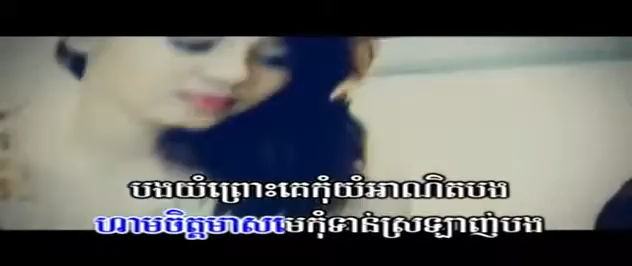 បងយំព្រោះគេកុំយំអាណិតបង
ហាមចិត្តមាសមេកុំទាន់ស្រឡាញ់បង